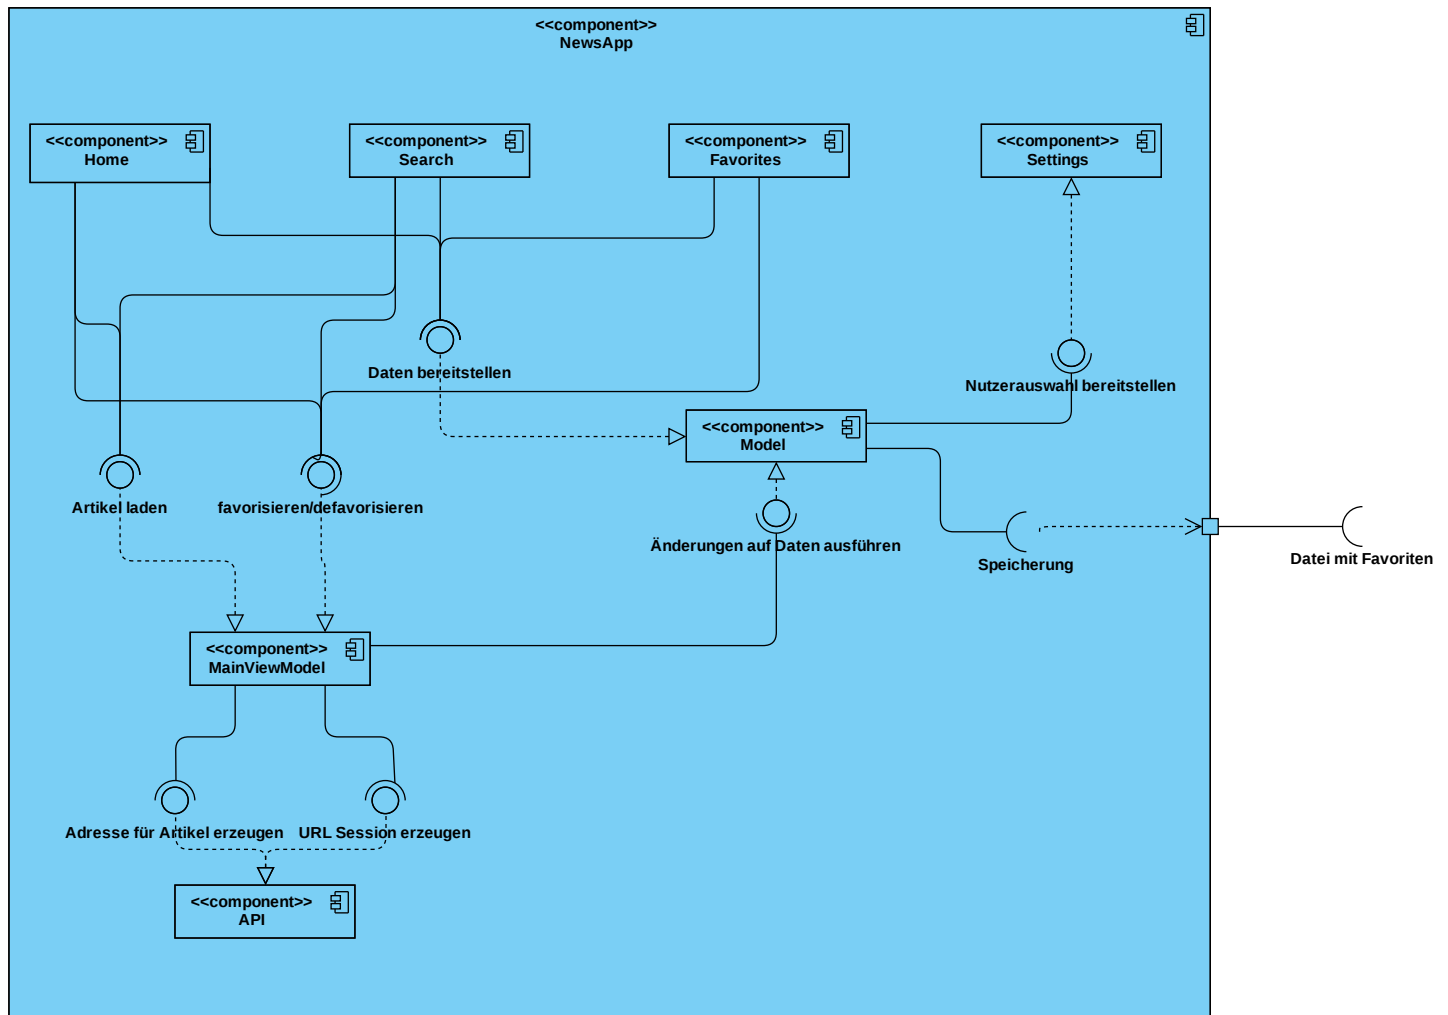 <<component>>
NewsApp
<<component>>
Home
<<component>>
Search
<<component>>
Favorites
<<component>>
Settings
Daten bereitstellen
Nutzerauswahl bereitstellen
<<component>>
Model
Artikel laden
favorisieren/defavorisieren
Änderungen auf Daten ausführen
Speicherung
Datei mit Favoriten
<<component>>
MainViewModel
Adresse für Artikel erzeugen
URL Session erzeugen
<<component>>
API